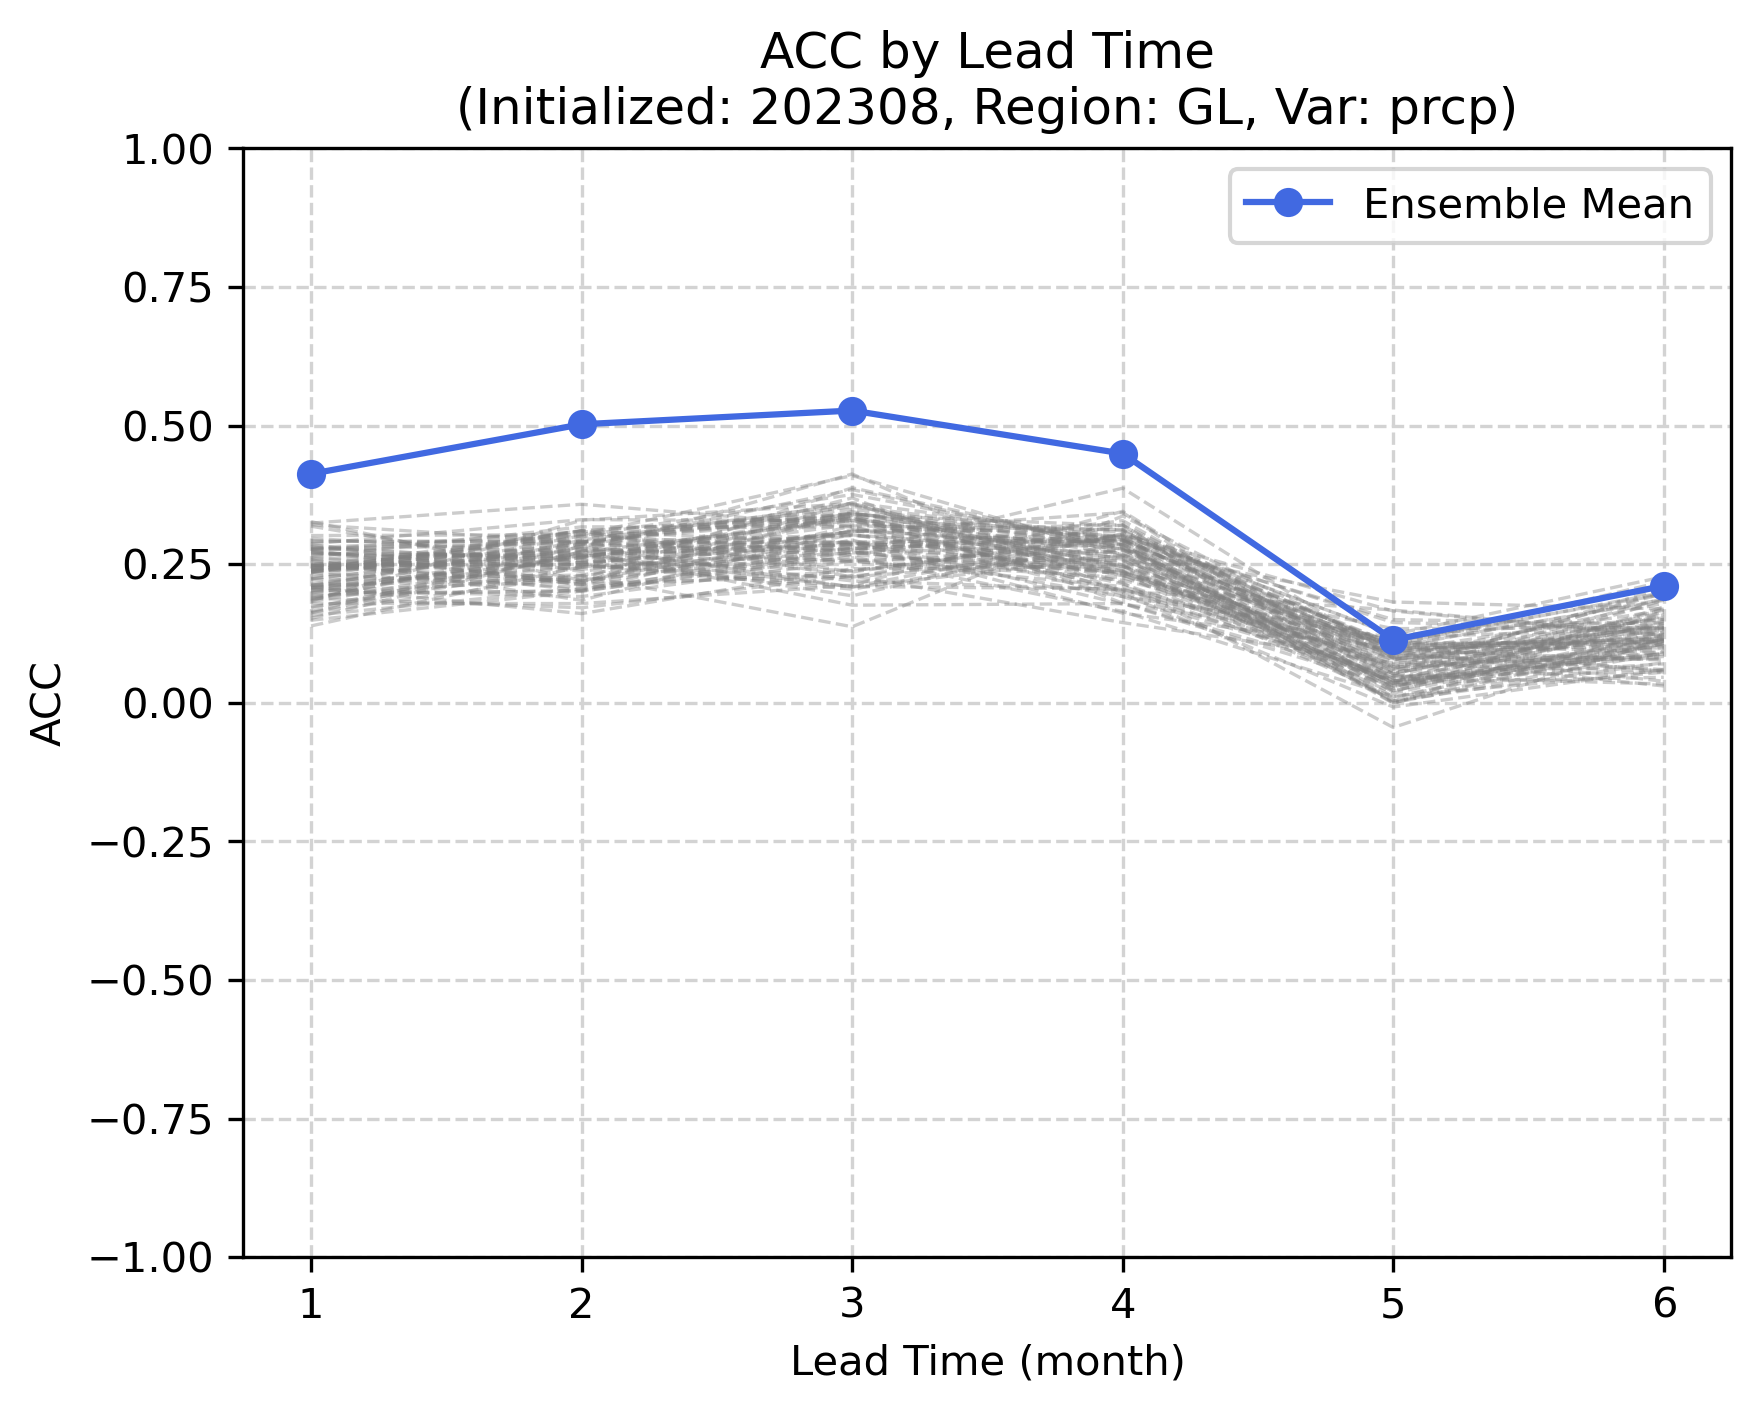 ACC by Lead Time
(Initialized: 202308, Region: GL, Var: prcp)
1.00
Ensemble Mean
0.75
0.50
0.25
0.00
ACC
−0.25
−0.50
−0.75
−1.00
1 2 3 4 5 6
Lead Time (month)